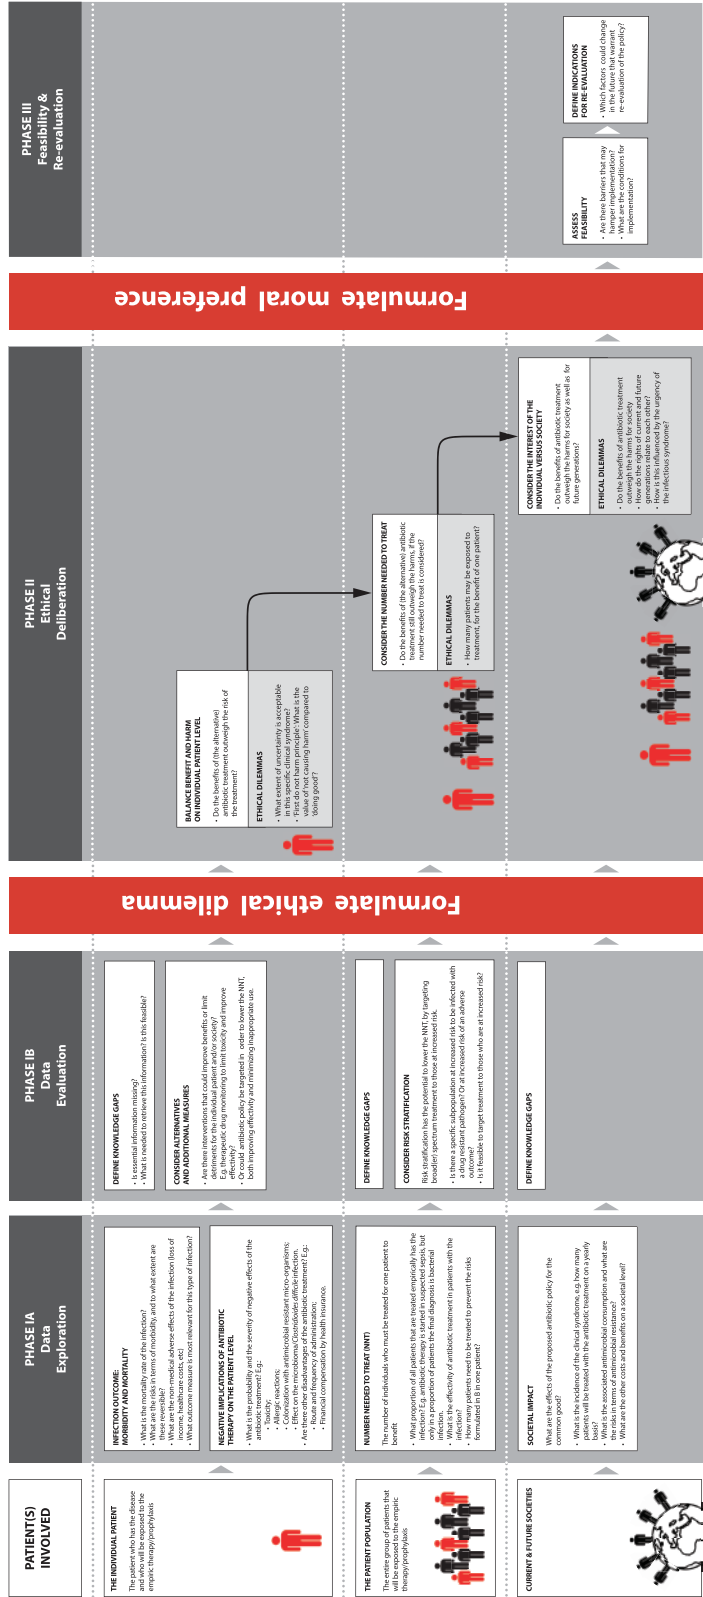 PATIENT(S)
INVOLVED
PHASE IA
Data
Exploration
PHASE IB
Data
Evaluation
PHASE II
Ethical
Deliberation
PHASE III
Feasibility &
Re-evaluation
THE INDIVIDUAL PATIENT
The patient who has the disease
and who will be exposed to the
empiric therapy/prophylaxis
INFECTION OUTCOME:
MORBIDITY AND MORTALITY
• What is the mortality rate of the infection?
• What are the risks in terms of morbidity, and to what extent are
these reversible?
• What are the non-medical adverse effects of the infection (loss of
income, healthcare costs, etc)
• What outcome measure is most relevant for this type of infection?
NEGATIVE IMPLICATIONS OF ANTIBIOTIC
THERAPY ON THE PATIENT LEVEL
• What is the probability and the severity of negative effects of the
antibiotic treatment? E.g.:
• Toxicity;
• Allergic reactions;
• Colonization with antimicrobial resistant micro-organisms;
• Effect on the microbioma/Clostridioides difficile infection.
• Are there other disadvantages of the antibiotic treatment? E.g.:
• Route and frequency of administration;
• Financial compensation by health insurance.
DEFINE KNOWLEDGE GAPS
• Is essential information missing?
• What is needed to retrieve this information? Is this feasible?
CONSIDER ALTERNATIVES
AND ADDITIONAL MEASURES
• Are there interventions that could improve benefits or limit
detriments for the individual patient and/or society?
E.g. therapeutic drug monitoring to limit toxicity and improve
effectivity?
• Or could antibiotic policy be targeted in order to lower the NNT,
both improving effectivity and minimizing inappropriate use.
Formulate ethical dilemma
BALANCE BENEFIT AND HARM
ON INDIVIDUAL PATIENT LEVEL
• Do the benefits of (the alternative)
antibiotic treatment outweigh the risk of
the treatment?
ETHICAL DILEMMAS
• What extent of uncertainty is acceptable
in this specific clinical syndrome?
• 'First do not harm principle': What is the
value of 'not causing harm' compared to
'doing good'?
Formulate moral preference
THE PATIENT POPULATION
The entire group of patients that
will be exposed to the empiric
therapy/prophylaxis
NUMBER NEEDED TO TREAT (NNT)
The number of individuals who must be treated for one patient to
benefit
• What proportion of all patients that are treated empirically has the
infection? E.g. antibiotic therapy is started in suspected sepsis, but
only in a proportion of patients the final diagnosis is bacterial
infection.
• What is the effectivity of antibiotic treatment in patients with the
infection?
• How many patients need to be treated to prevent the risks
formulated in IB in one patient?
DEFINE KNOWLEDGE GAPS
CONSIDER RISK STRATIFICATION
Risk stratification has the potential to lower the NNT, by targeting
broad(er) spectrum treatment to those at increased risk.
• Is there a specific subpopulation at increased risk to be infected with
a drug resistant pathogen? Or at increased risk of an adverse
outcome?
• Is it feasible to target treatment to those who are at increased risk?
CONSIDER THE NUMBER NEEDED TO TREAT
• Do the benefits of (the alternative) antibiotic
treatment still outweigh the harms, if the
number needed to treat is considered?
ETHICAL DILEMMAS
• How many patients may be exposed to
treatment, for the benefit of one patient?
CURRENT & FUTURE SOCIETIES
SOCIETAL IMPACT
What are the effects of the proposed antibiotic policy for the
common good?
• What is the incidence of the clinical syndrome, e.g. how many
patients will be treated with the antibiotic treatment on a yearly
basis?
• What is the associated antimicrobial consumption and what are
the risks in terms of antimicrobial resistance?
• What are the other costs and benefits on a societal level?
DEFINE KNOWLEDGE GAPS
CONSIDER THE INTEREST OF THE
INDIVIDUAL VERSUS SOCIETY
• Do the benefits of antibiotic treatment
outweigh the harms for society as well as for
future generations?
ETHICAL DILEMMAS
• Do the benefits of antibiotic treatment
outweigh the harms for society
• How do the rights of current and future
generations relate to each other?
• How is this influenced by the urgency of
the infectious syndrome?
ASSESS
FEASIBILITY
• Are there barriers that may
hamper implementation?
• What are the conditions for
implementation?
DEFINE INDICATIONS
FOR RE-EVALUATION
• Which factors could change
in the future that warrant
re-evaluation of the policy?